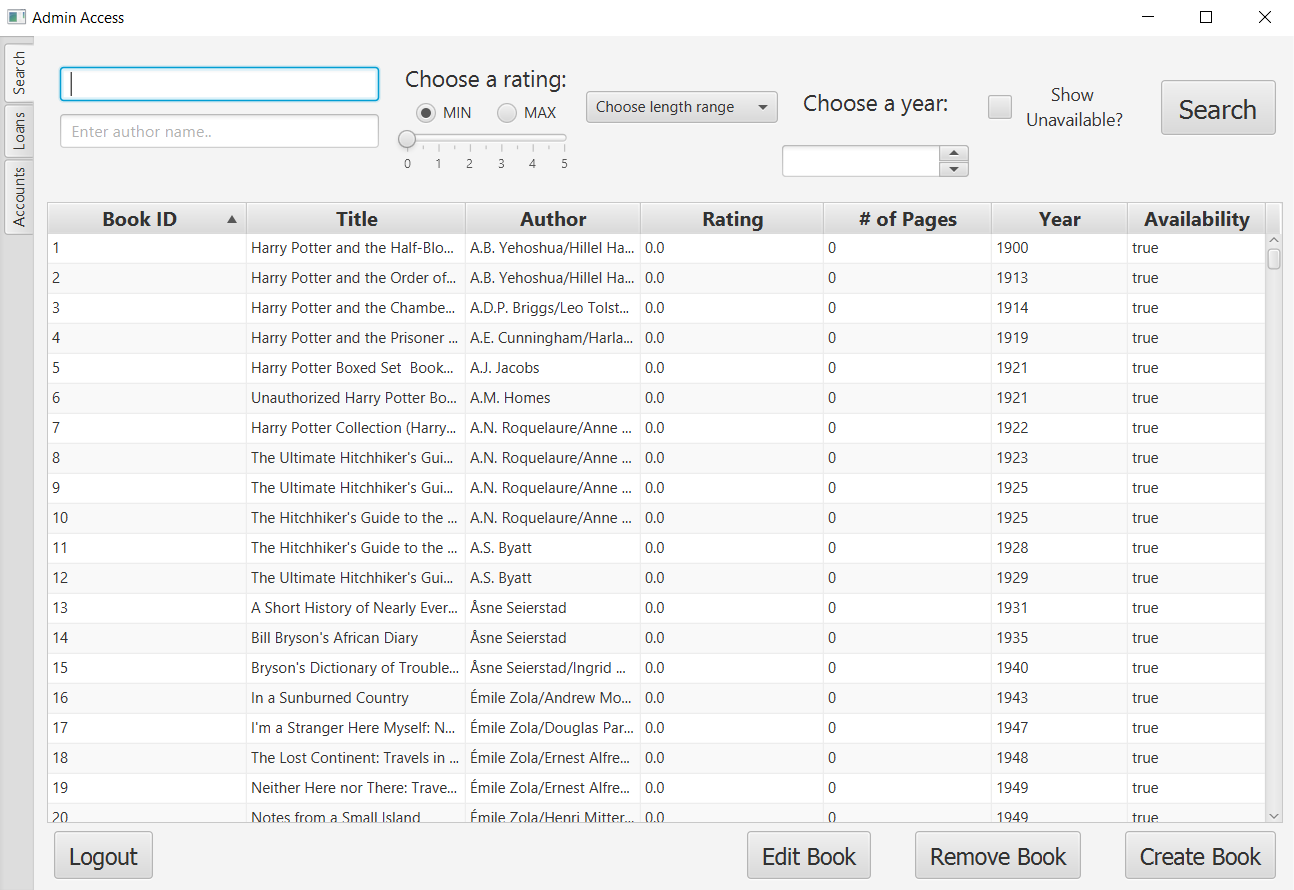 Admin Access
Search
Loans
Accounts
Enter author name..
Choose a rating:
MIN MAX
0 1 2 3 4 5
Choose length range
Choose a year:
Show
Unavailable?
Search
Book ID Title Author Rating # of Pages Year Availability
1 Harry Potter and the Half-Blo... A.B. Yehoshua/Hillel Ha... 0.0 0 1900 true
2 Harry Potter and the Order of... A.B. Yehoshua/Hillel Ha... 0.0 0 1913 true
3 Harry Potter and the Chambe... A.D.P. Briggs/Leo Tolst... 0.0 0 1914 true
4 Harry Potter and the Prisoner ... A.E. Cunningham/Harla... 0.0 0 1919 true
5 Harry Potter Boxed Set  Book... A.J. Jacobs 0.0 0 1921 true
6 Unauthorized Harry Potter Bo... A.M. Homes 0.0 0 1921 true
7 Harry Potter Collection (Harry... A.N. Roquelaure/Anne ... 0.0 0 1922 true
8 The Ultimate Hitchhiker's Gui... A.N. Roquelaure/Anne ... 0.0 0 1923 true
9 The Ultimate Hitchhiker's Gui... A.N. Roquelaure/Anne ... 0.0 0 1925 true
10 The Hitchhiker's Guide to the ... A.N. Roquelaure/Anne ... 0.0 0 1925 true
11 The Hitchhiker's Guide to the ... A.S. Byatt 0.0 0 1928 true
12 The Ultimate Hitchhiker's Gui... A.S. Byatt 0.0 0 1929 true
13 A Short History of Nearly Ever... Åsne Seierstad 0.0 0 1931 true
14 Bill Bryson's African Diary Åsne Seierstad 0.0 0 1935 true
15 Bryson's Dictionary of Trouble... Åsne Seierstad/Ingrid ... 0.0 0 1940 true
16 In a Sunburned Country Émile Zola/Andrew Mo... 0.0 0 1943 true
17 I'm a Stranger Here Myself: N... Émile Zola/Douglas Par... 0.0 0 1947 true
18 The Lost Continent: Travels in ... Émile Zola/Ernest Alfre... 0.0 0 1948 true
19 Neither Here nor There: Trave... Émile Zola/Ernest Alfre... 0.0 0 1949 true
20 Notes from a Small Island Émile Zola/Henri Mitter... 0.0 0 1949 true
Logout Edit Book Remove Book Create Book